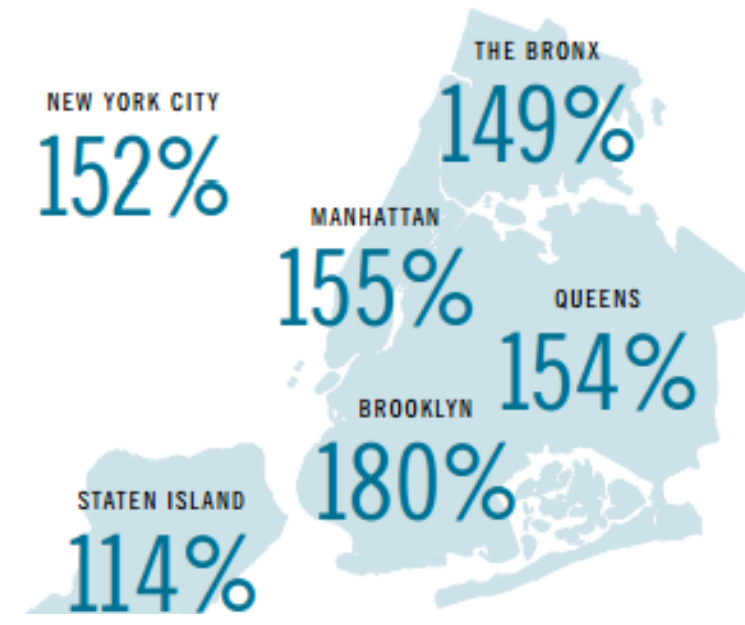 THE BRONX
149%
NEW YORK CITY
152%
MANHATTAN
155%
QUEENS
154%
BROOKLYN
180%
STATEN ISLAND
114%